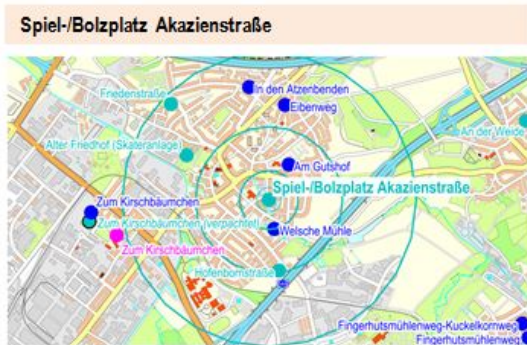 Spiel-/Bolzplatz Akazienstraße
In den Atzenbenden
Friedenstraße
Eibenweg
An der Weide
Alter Friedhof (Skateranlage)
Am Gutshof
Spiel-/Bolzplatz Akazienstraße
Zum Kirschbäumchen
Zum Kirschbäumchen (verpachtet)
Welsche Mühle
Zum Kirschbäumchen
Hofenbornstraße
Fingerhutsmühlenweg-Kuckelkornweg
Fingerhutsmühlenweg